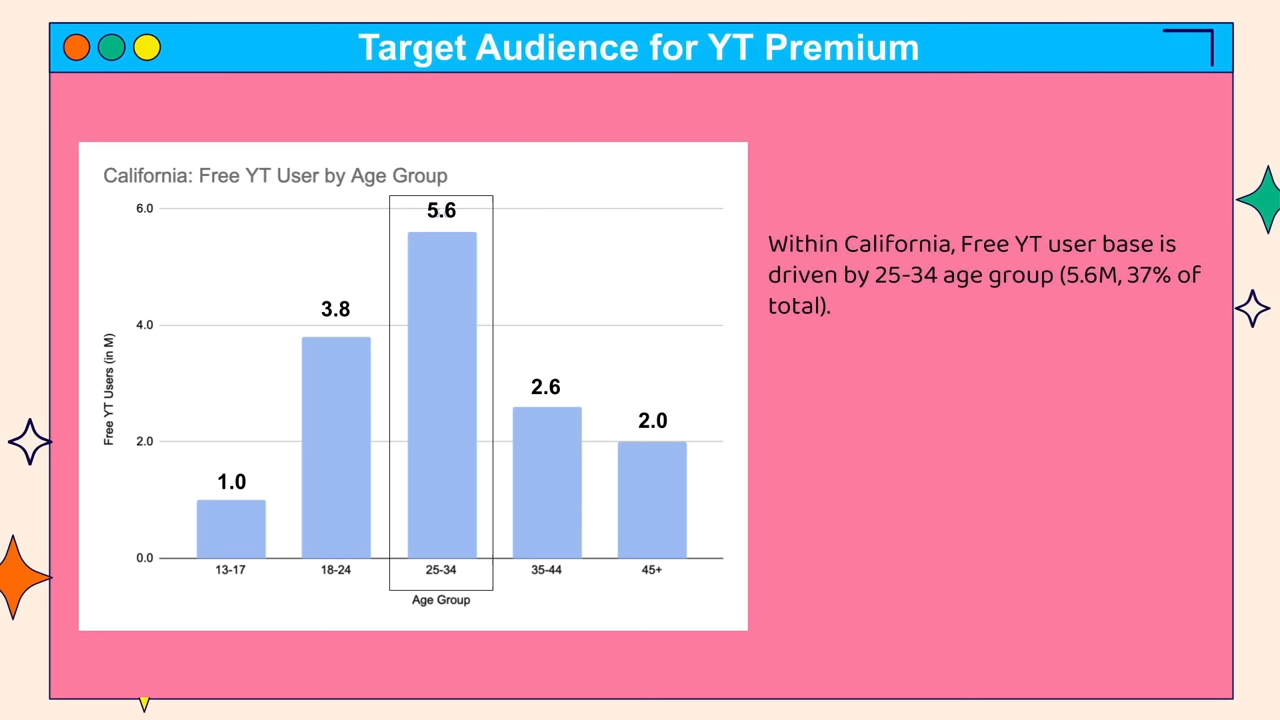 Target Audience for YT Premium
California: Free YT User by Age Group
Free YT Users (in M)
6.0
4.0
2.0
0.0
1.0
3.8
5.6
2.6
2.0
13-17
18-24
25-34
35-44
45+
Age Group
Within California, Free YT user base is
driven by 25-34 age group (5.6M, 37% of
total).